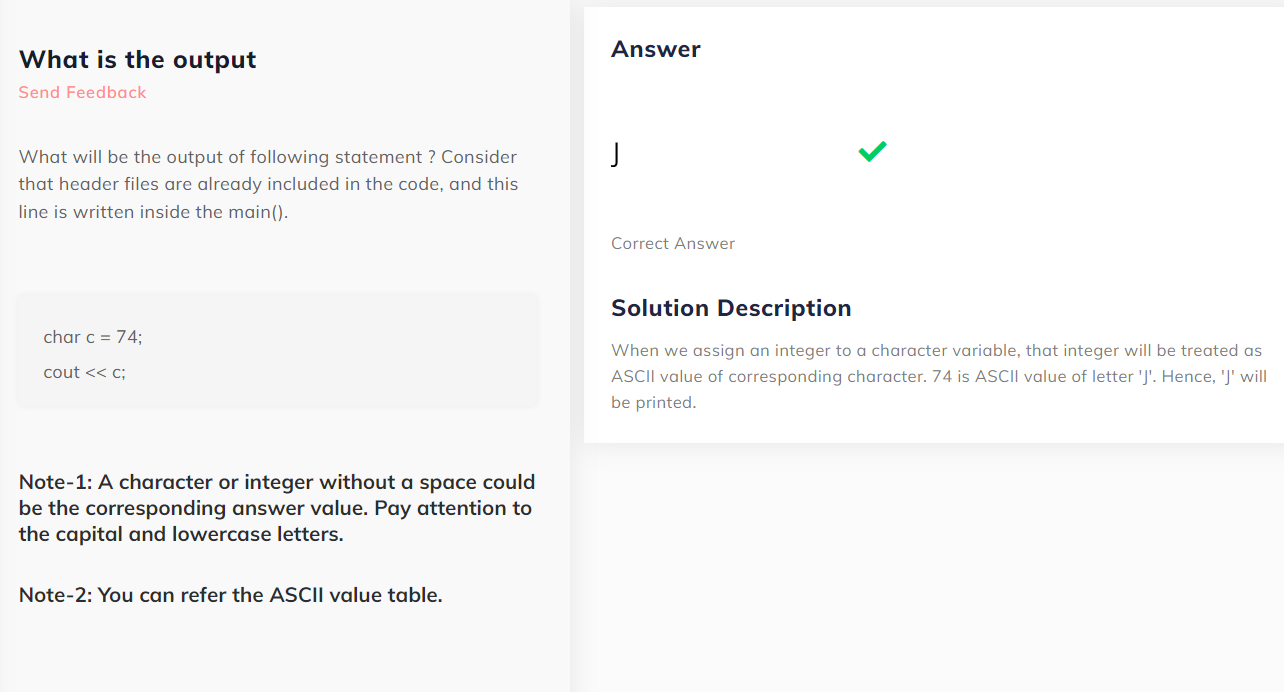 What is the output
Send Feedback
What will be the output of following statement ? Consider
that header files are already included in the code, and this
line is written inside the main().
char c = 74;
cout << c;
Note-1: A character or integer without a space could
be the corresponding answer value. Pay attention to
the capital and lowercase letters.
Note-2: You can refer the ASCII value table.
Answer
J
Correct Answer
Solution Description
When we assign an integer to a character variable, that integer will be treated as
ASCII value of corresponding character. 74 is ASCII value of letter 'J'. Hence, 'J' will
be printed.